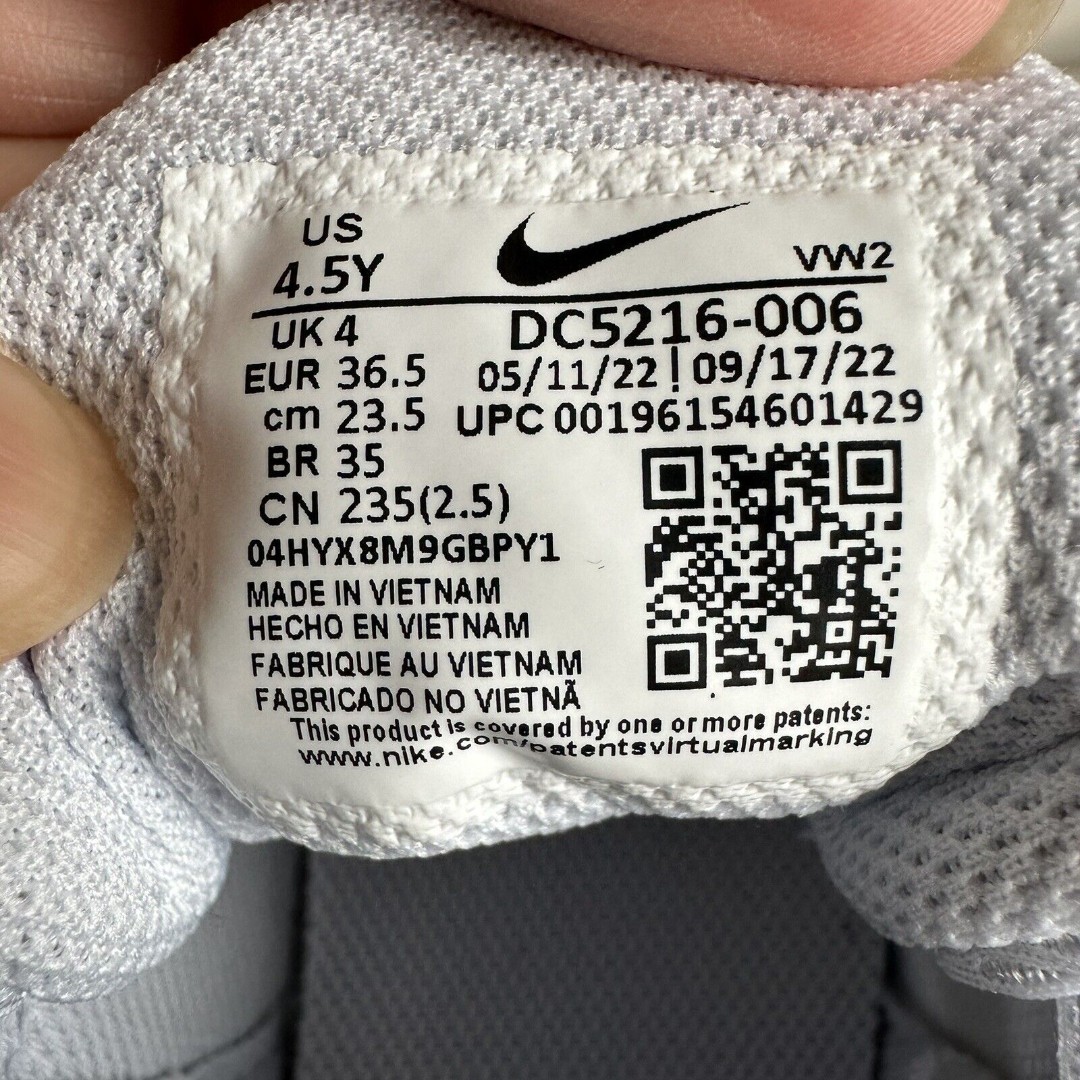 US
4.5Y
VW2
UK 4
DC5216-006
EUR 36.5
05/11/22 | 09/17/22
cm 23.5
UPC 00196154601429
BR 35
CN 235(2.5)
04HYX8M9GBPY1
MADE IN VIETNAM
HECHO EN VIETNAM
FABRIQUE AU VIETNAM
FABRICADO NO VIETNÃ
This product is covered by one or more patents:
www.nike.com/patentsvirtualmarking